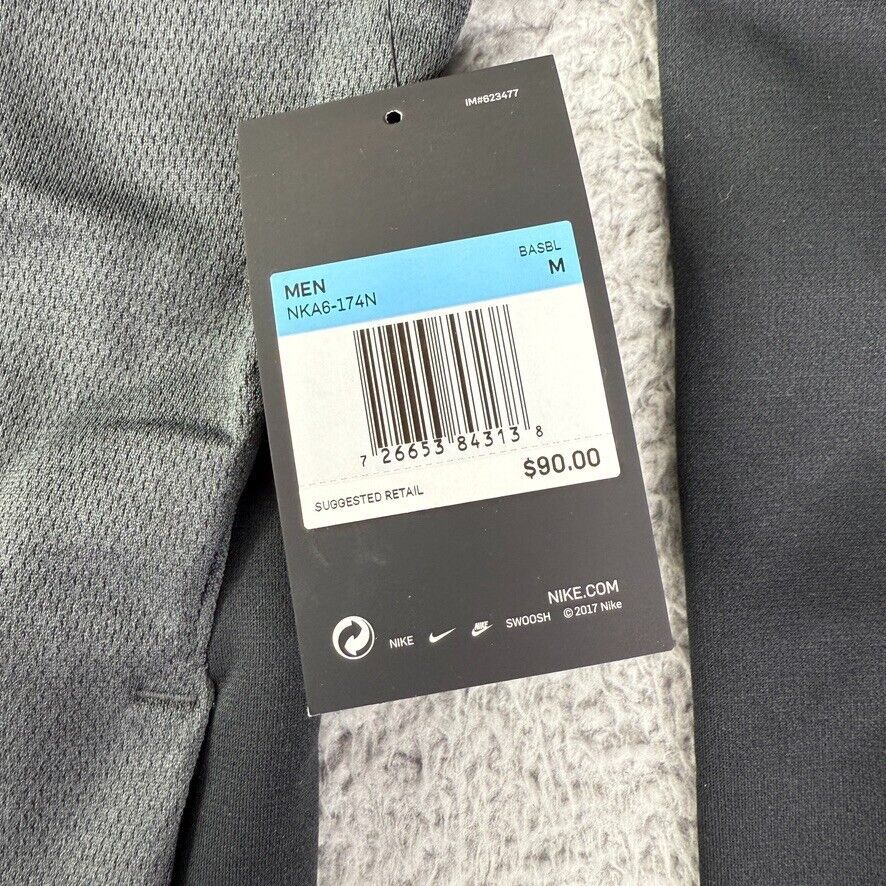 IM#623477
BASBL
MEN M
NKA6-174N
7 26653 84313 8
$90.00
SUGGESTED RETAIL
NIKE.COM
NIKE NIKE SWOOSH © 2017 Nike